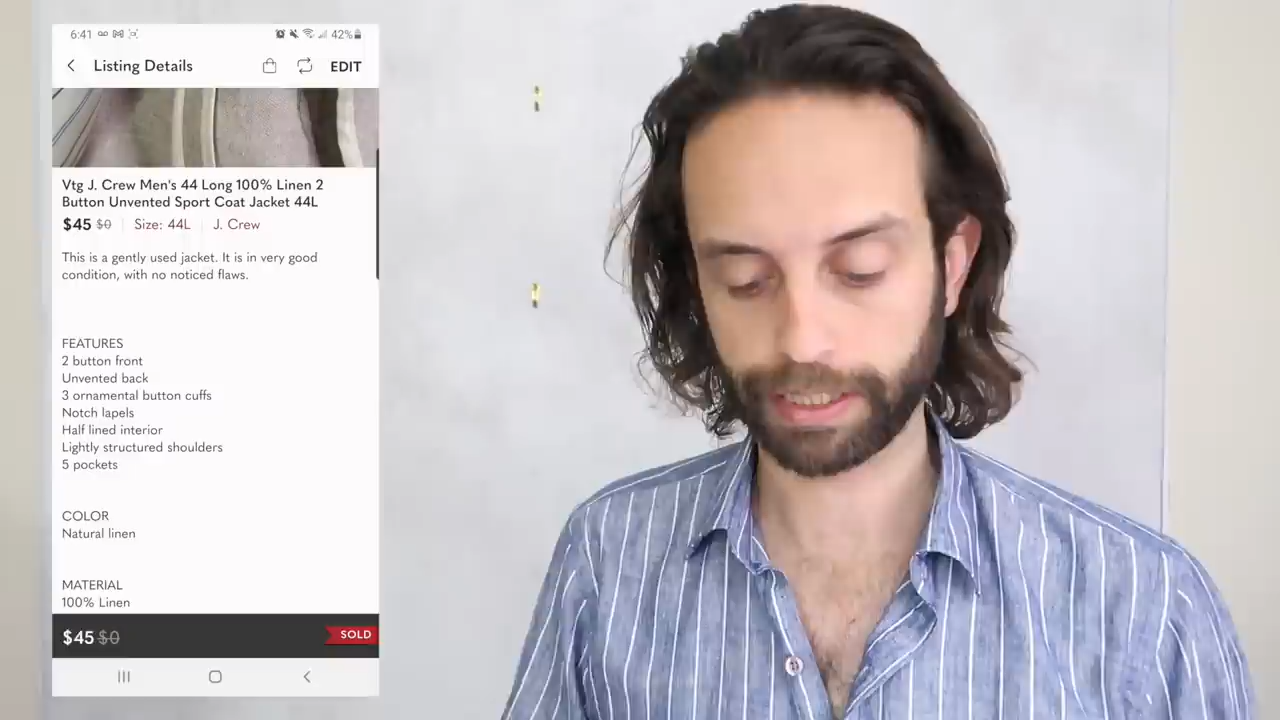 6:41
42%
Listing Details
EDIT
Vtg J. Crew Men's 44 Long 100% Linen 2
Button Unvented Sport Coat Jacket 44L
$45 $0 Size: 44L J. Crew
This is a gently used jacket. It is in very good
condition, with no noticed flaws.
FEATURES
2 button front
Unvented back
3 ornamental button cuffs
Notch lapels
Half lined interior
Lightly structured shoulders
5 pockets
COLOR
Natural linen
MATERIAL
100% Linen
$45 $0
SOLD